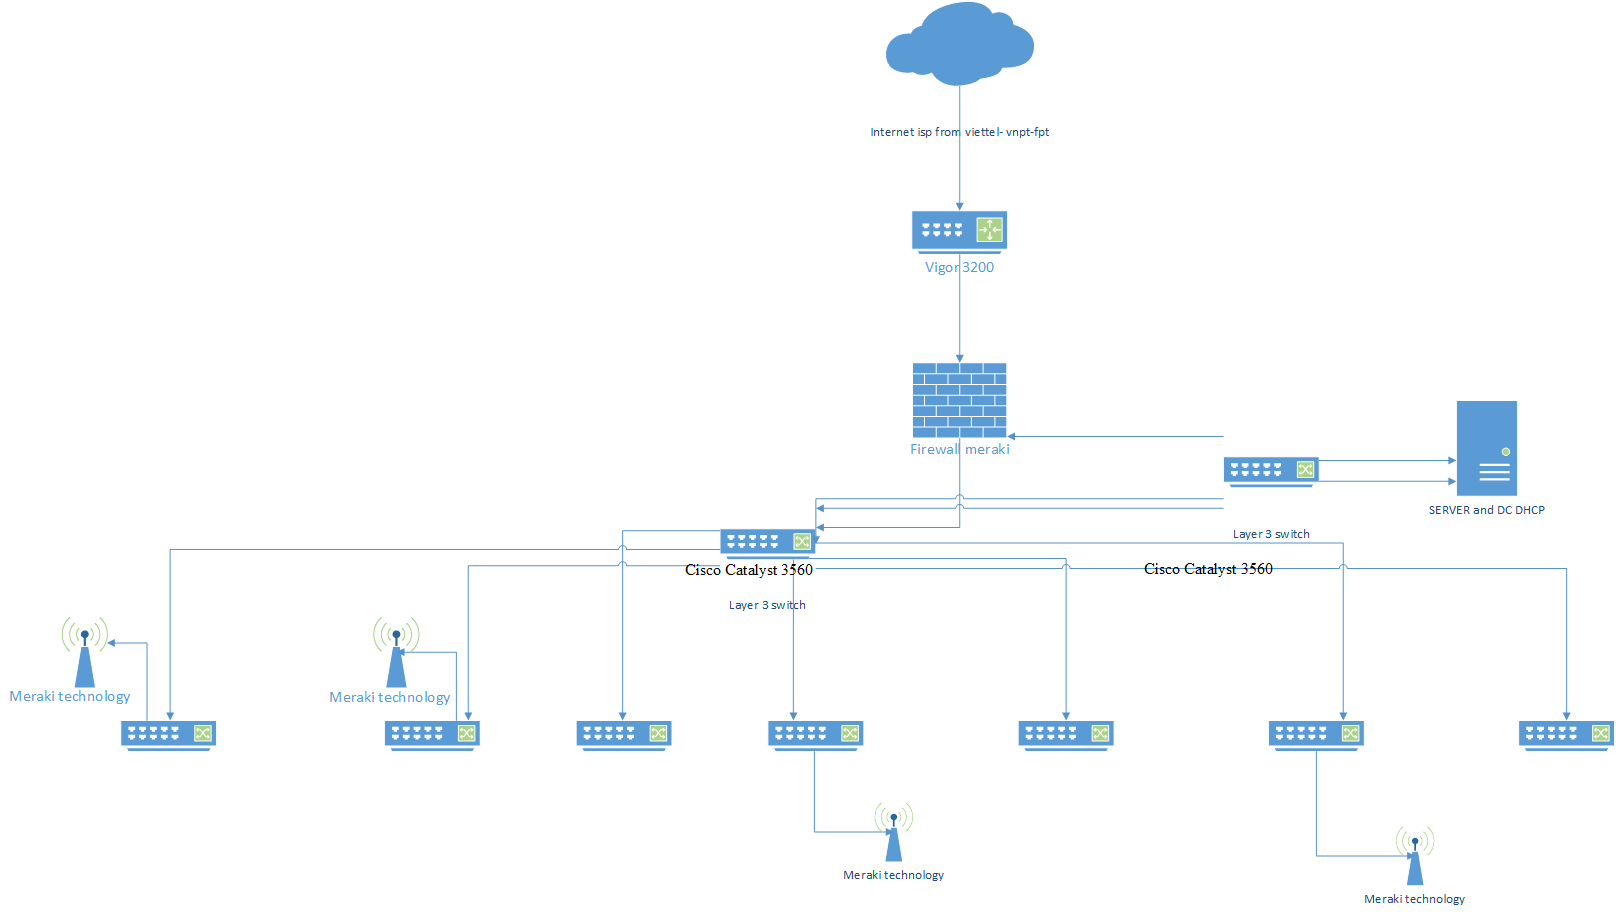 Internet isp from viettel- vnpt-fpt
Vigor 3200
Firewall meraki
SERVER and DC DHCP
Layer 3 switch
Cisco Catalyst 3560
Cisco Catalyst 3560
Layer 3 switch
Meraki technology
Meraki technology
Meraki technology
Meraki technology